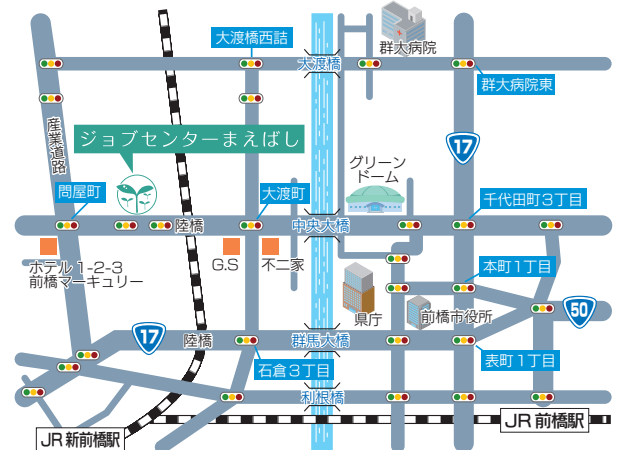 群大病院
大渡橋西詰
大渡橋
群大病院東
産業道路
ジョブセンターまえばし
17
グリーン
ドーム
問屋町
大渡町
千代田町3丁目
陸橋
中央大橋
ホテル1-2-3
前橋マーキュリー
G.S
不二家
本町1丁目
県庁
前橋市役所
50
17
陸橋
群馬大橋
表町1丁目
石倉3丁目
利根橋
JR前橋駅
JR新前橋駅